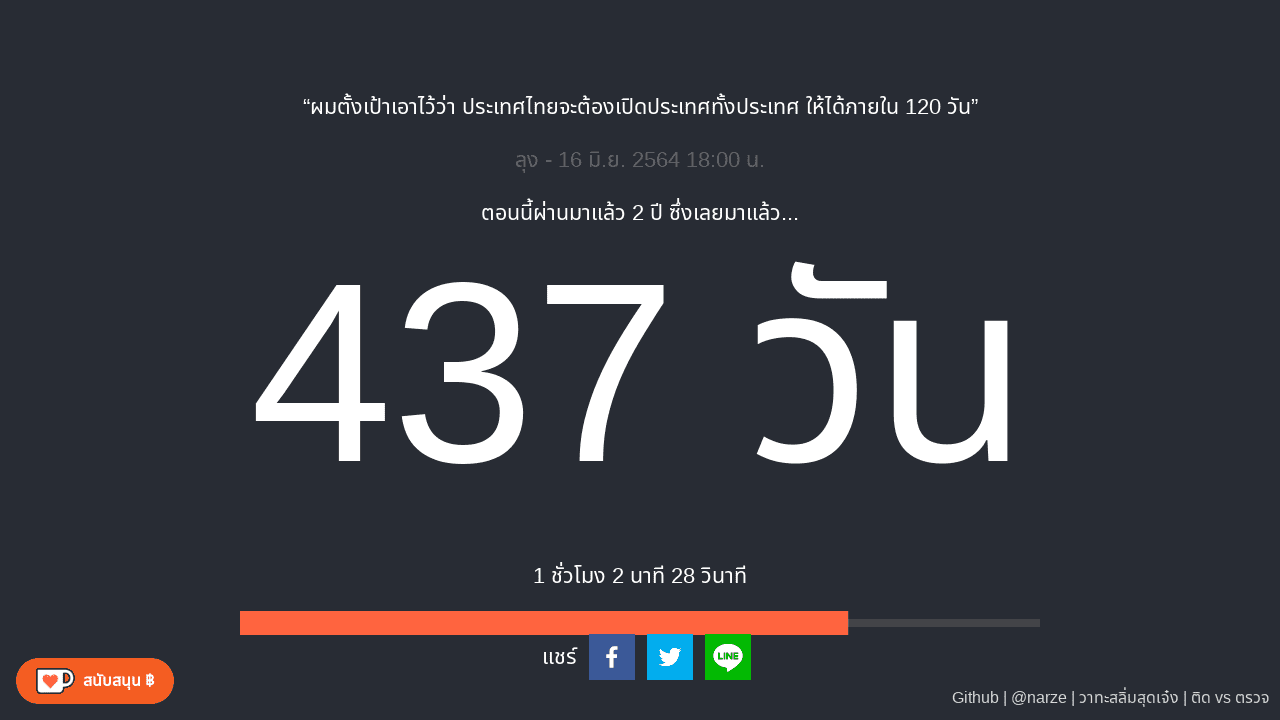 “ผมตั้งเป้าเอาไว้ว่า ประเทศไทยจะต้องเปิดประเทศทั้งประเทศ ให้ได้ภายใน 120 วัน”
ลุง - 16 มิ.ย. 2564 18:00 น.
ตอนนี้ผ่านมาแล้ว 2 ปี ซึ่งเลยมาแล้ว...
437 วัน
1 ชั่วโมง 2 นาที 28 วินาที
แชร์
LINE
สนับสนุน ฿
Github | @narze | วาทะสลิ่มสุดเจ๋ง | ติด vs ตรวจ